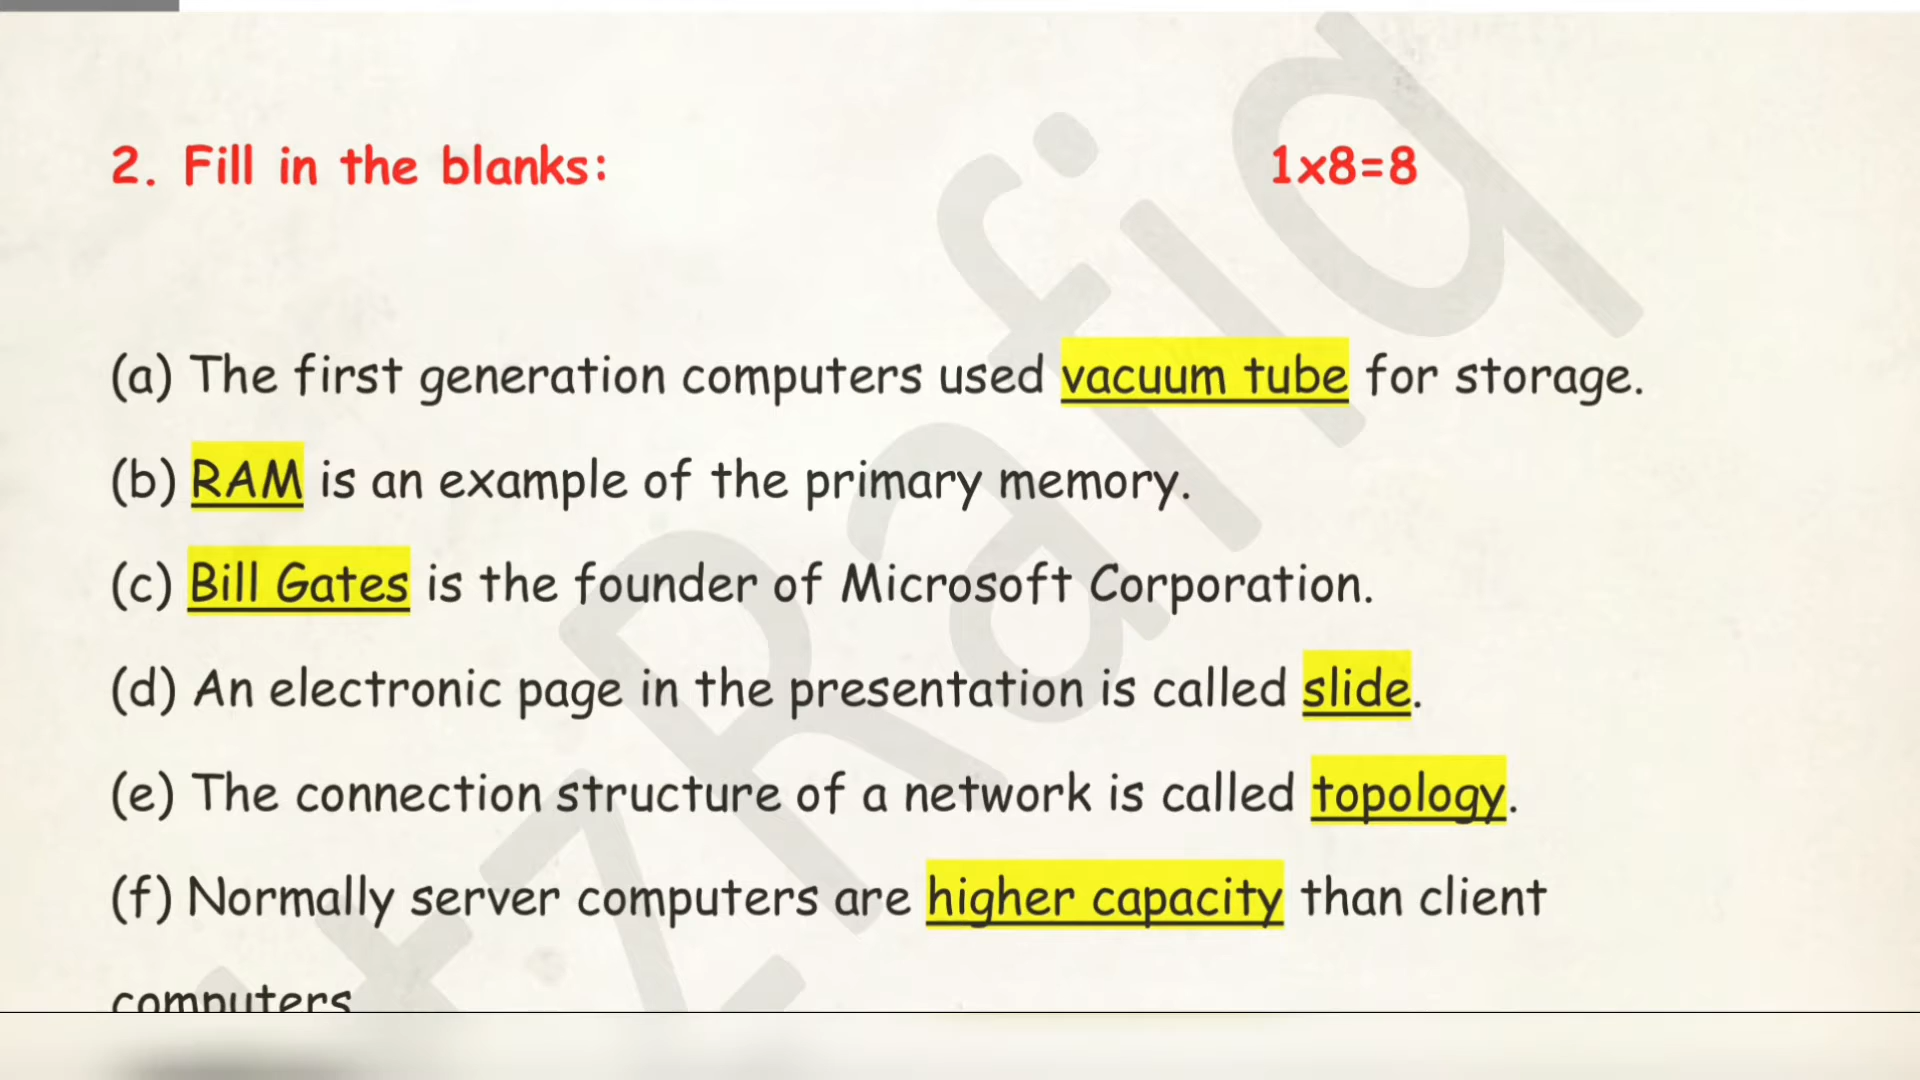 2. Fill in the blanks: 1x8=8
(a) The first generation computers used vacuum tube for storage.
(b) RAM is an example of the primary memory.
(c) Bill Gates is the founder of Microsoft Corporation.
(d) An electronic page in the presentation is called slide.
(e) The connection structure of a network is called topology.
(f) Normally server computers are higher capacity than client
computers
itzRafiq